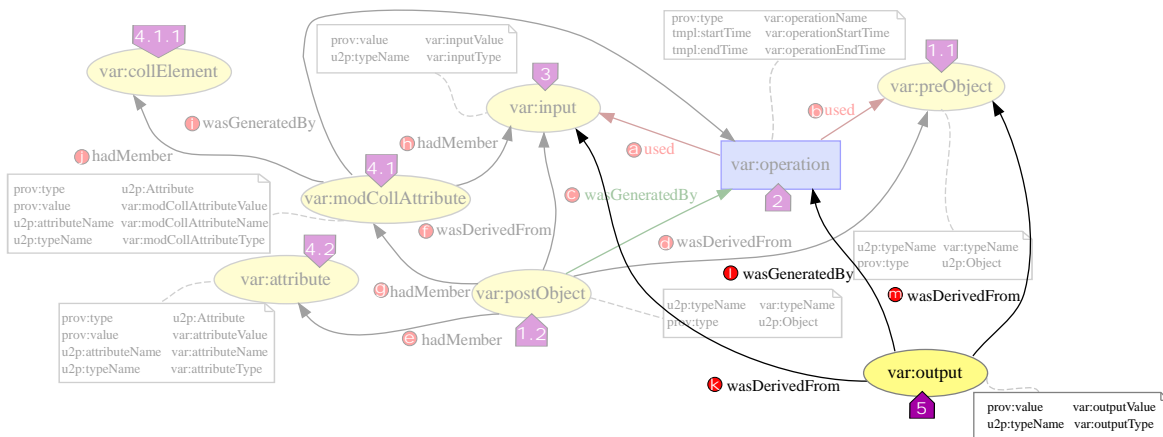 prov:type var:operationName
tmpl:startTime var:operationStartTime
tmpl:endTime var:operationEndTime
4.1.1
var:collElement
prov:value var:inputValue
u2p:typeName var:inputType
3
var:input
1.1
var:preObject
i wasGeneratedBy
h hadMember
a used
b used
j hadMember
4.1
var:modCollAttribute
var:operation
2
prov:type u2p:Attribute
prov:value var:modCollAttributeValue
u2p:attributeName var:modCollAttributeName
u2p:typeName var:modCollAttributeType
c wasGeneratedBy
f wasDerivedFrom
d wasDerivedFrom
u2p:typeName var:typeName
prov:type u2p:Object
4.2
var:attribute
l wasGeneratedBy
g hadMember
var:postObject
1.2
m wasDerivedFrom
u2p:typeName var:typeName
prov:type u2p:Object
prov:type u2p:Attribute
prov:value var:attributeValue
u2p:attributeName var:attributeName
u2p:typeName var:attributeType
e hadMember
var:output
5
k wasDerivedFrom
prov:value var:outputValue
u2p:typeName var:outputType